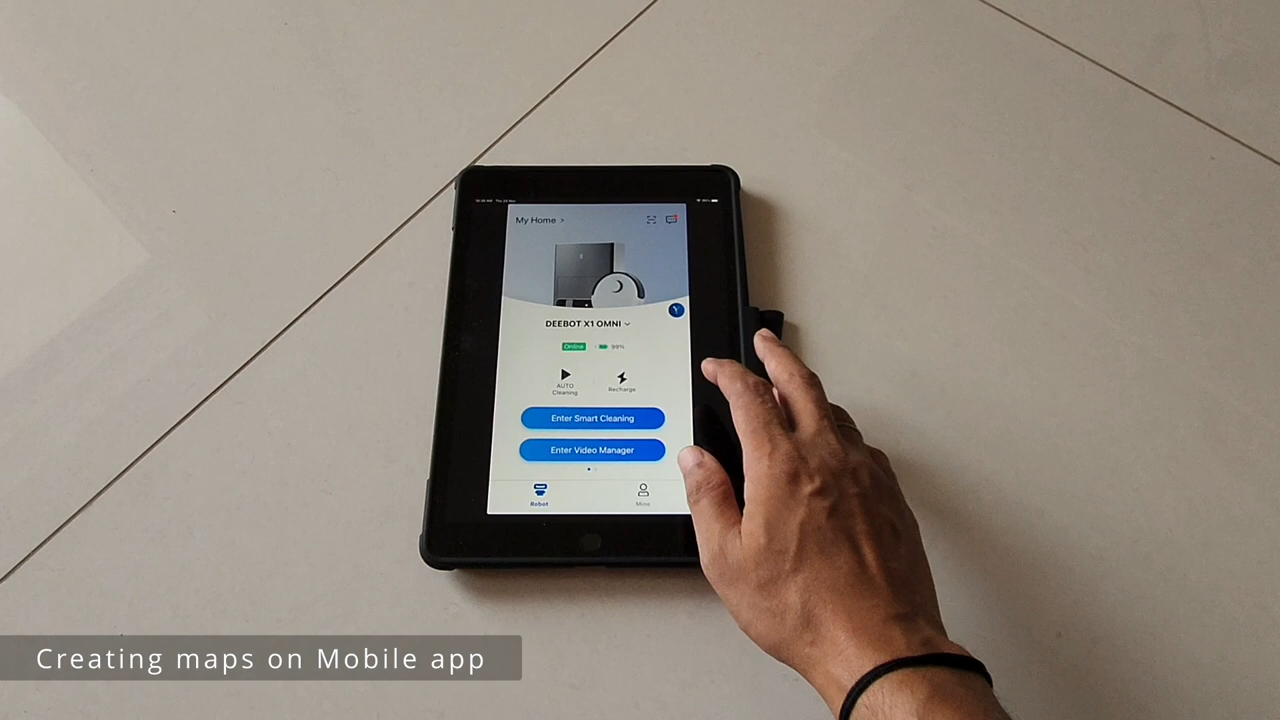 My Home >
DEEBOT X1 OMNI
Online
99%
AUTO
Cleaning
Recharge
Enter Smart Cleaning
Enter Video Manager
Robot
Mine
Creating maps on Mobile app